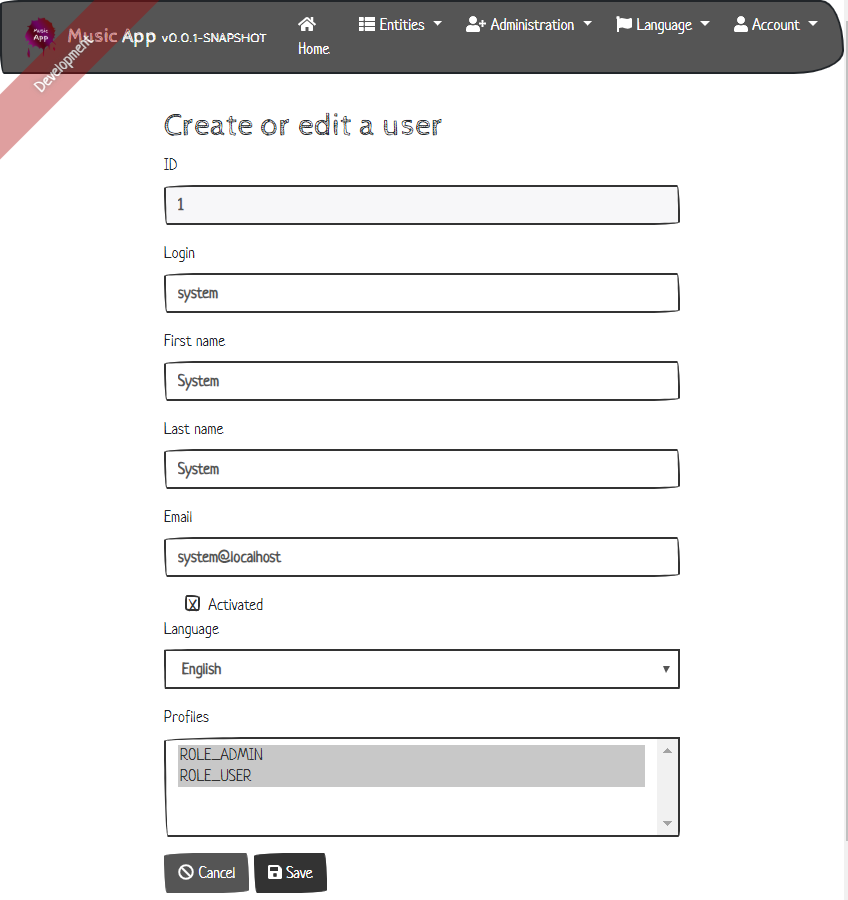 Music App
Music App v0.0.1-SNAPSHOT
Development
Home
Entities
Administration
Language
Account
Create or edit a user
ID
1
Login
system
First name
System
Last name
System
Email
system@localhost
Activated
Language
English
Profiles
ROLE_ADMIN
ROLE_USER
Cancel
Save